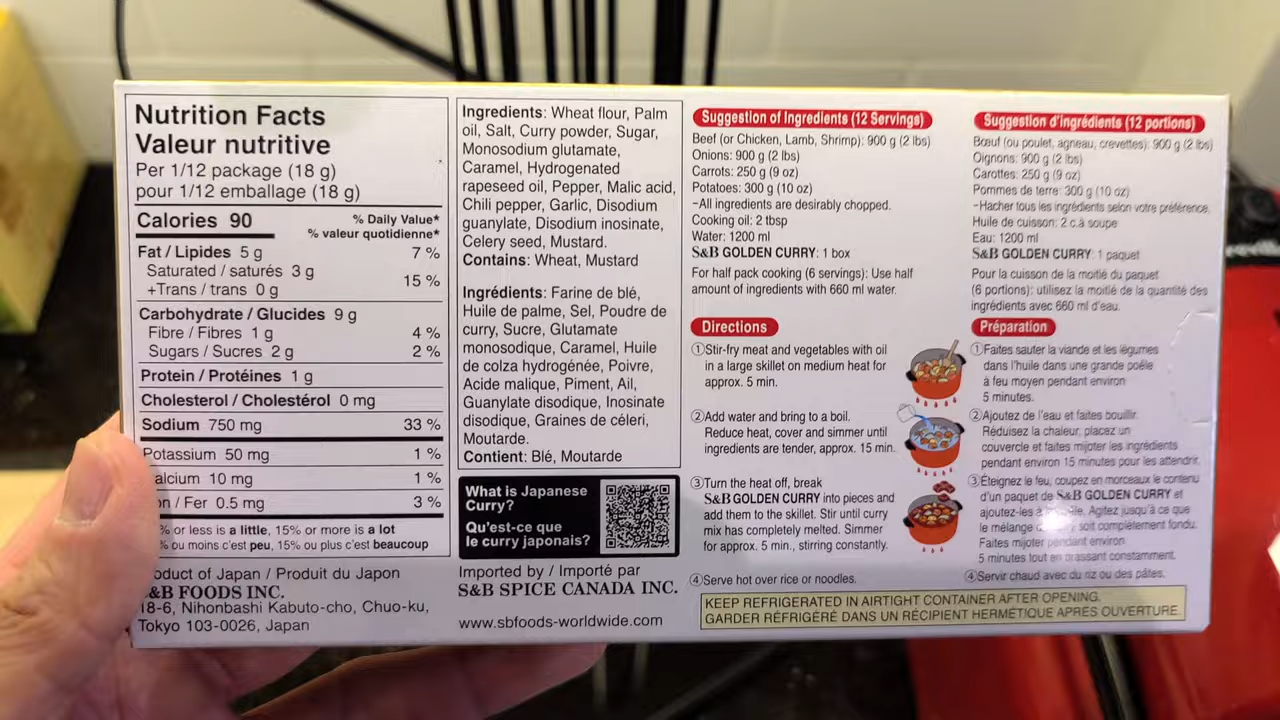 Nutrition Facts
Valeur nutritive
Per 1/12 package (18 g)
pour 1/12 emballage (18 g)
Calories 90
% Daily Value*
% valeur quotidienne*
Fat / Lipides 5 g 7 %
Saturated / saturés 3 g
+Trans / trans 0 g
15 %
Carbohydrate / Glucides 9 g
Fibre / Fibres 1 g 4 %
Sugars / Sucres 2 g 2 %
Protein / Protéines 1 g
Cholesterol / Cholestérol 0 mg
Sodium 750 mg 33 %
Potassium 50 mg 1 %
alcium 10 mg 1 %
on / Fer 0.5 mg 3 %
% or less is a little, 15% or more is a lot
% ou moins c'est peu, 15% ou plus c'est beaucoup
oduct of Japan / Produit du Japon
S&B FOODS INC.
18-6, Nihonbashi Kabuto-cho, Chuo-ku,
Tokyo 103-0026, Japan
Ingredients: Wheat flour, Palm
oil, Salt, Curry powder, Sugar,
Monosodium glutamate,
Caramel, Hydrogenated
rapeseed oil, Pepper, Malic acid,
Chili pepper, Garlic, Disodium
guanylate, Disodium inosinate,
Celery seed, Mustard.
Contains: Wheat, Mustard
Ingrédients: Farine de blé,
Huile de palme, Sel, Poudre de
curry, Sucre, Glutamate
monosodique, Caramel, Huile
de colza hydrogénée, Poivre,
Acide malique, Piment, Ail,
Guanylate disodique, Inosinate
disodique, Graines de céleri,
Moutarde.
Contient: Blé, Moutarde
What is Japanese
Curry?
Qu'est-ce que
le curry japonais?
Imported by / Importé par
S&B SPICE CANADA INC.
www.sbfoods-worldwide.com
Suggestion of Ingredients (12 Servings)
Beef (or Chicken, Lamb, Shrimp): 900 g (2 lbs)
Onions: 900 g (2 lbs)
Carrots: 250 g (9 oz)
Potatoes: 300 g (10 oz)
-All ingredients are desirably chopped.
Cooking oil: 2 tbsp
Water: 1200 ml
S&B GOLDEN CURRY: 1 box
For half pack cooking (6 servings): Use half
amount of ingredients with 660 ml water.
Directions
①Stir-fry meat and vegetables with oil
in a large skillet on medium heat for
approx. 5 min.
②Add water and bring to a boil.
Reduce heat, cover and simmer until
ingredients are tender, approx. 15 min.
③Turn the heat off, break
S&B GOLDEN CURRY into pieces and
add them to the skillet. Stir until curry
mix has completely melted. Simmer
for approx. 5 min., stirring constantly.
④Serve hot over rice or noodles.
Suggestion d'ingrédients (12 portions)
Bœuf (ou poulet, agneau, crevettes): 900 g (2 lbs)
Oignons: 900 g (2 lbs)
Carottes: 250 g (9 oz)
Pommes de terre: 300 g (10 oz)
-Hacher tous les ingrédients selon votre préférence.
Huile de cuisson: 2 c.à soupe
Eau: 1200 ml
S&B GOLDEN CURRY: 1 paquet
Pour la cuisson de la moitié du paquet
(6 portions): utilisez la moitié de la quantité des
ingrédients avec 660 ml d'eau.
Préparation
①Faites sauter la viande et les légumes
dans l'huile dans une grande poêle
à feu moyen pendant environ
5 minutes.
②Ajoutez de l'eau et faites bouillir.
Réduisez la chaleur, placez un
couvercle et faites mijoter les ingrédients
pendant environ 15 minutes pour les attendrir.
③Éteignez le feu, coupez en morceaux le contenu
d'un paquet de S&B GOLDEN CURRY et
ajoutez-les à Agitez jusqu'à ce que
le mélange soit complètement fondu.
Faites mijoter pendant environ
5 minutes tout en brassant constamment.
④Servir chaud avec du riz ou des pâtes.
KEEP REFRIGERATED IN AIRTIGHT CONTAINER AFTER OPENING.
GARDER RÉFRIGÉRÉ DANS UN RÉCIPIENT HERMÉTIQUE APRÈS OUVERTURE.